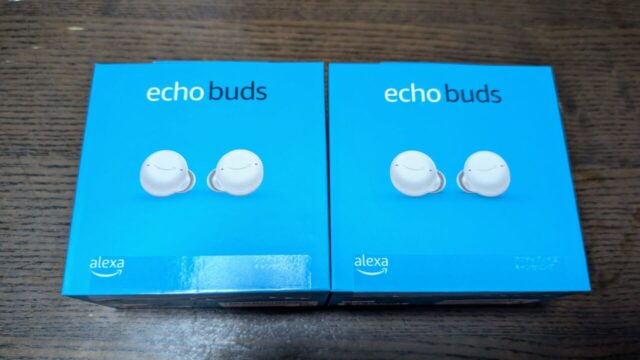 echo buds
echo buds
alexa
alexa
アクティブノイズ
キャンセリング